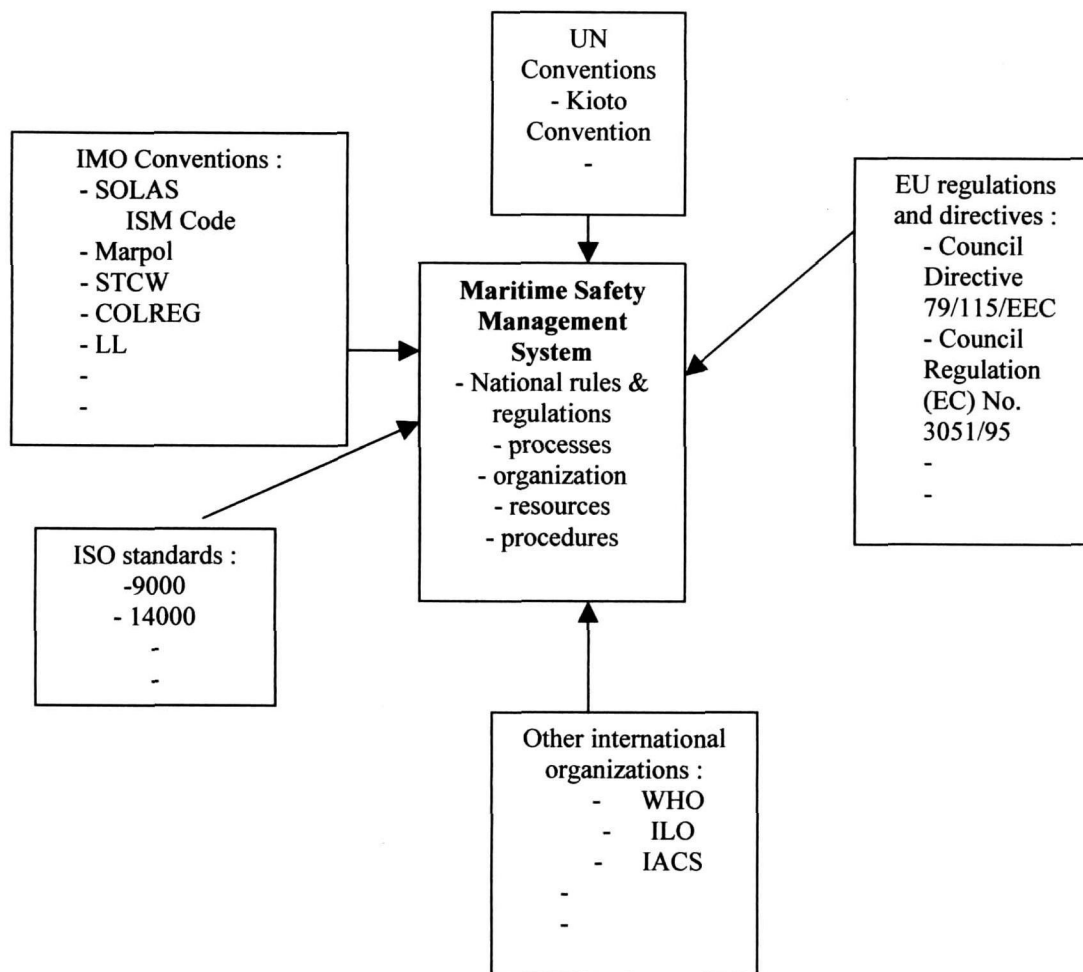 UN
Conventions
- Kioto
Convention
-
IMO Conventions :
- SOLAS
ISM Code
- Marpol
- STCW
- COLREG
- LL
-
-
EU regulations
and directives :
- Council
Directive
79/115/EEC
- Council
Regulation
(EC) No.
3051/95
-
-
Maritime Safety
Management
System
- National rules &
regulations
- processes
- organization
- resources
- procedures
ISO standards :
-9000
- 14000
-
-
Other international
organizations :
- WHO
- ILO
- IACS
-
-